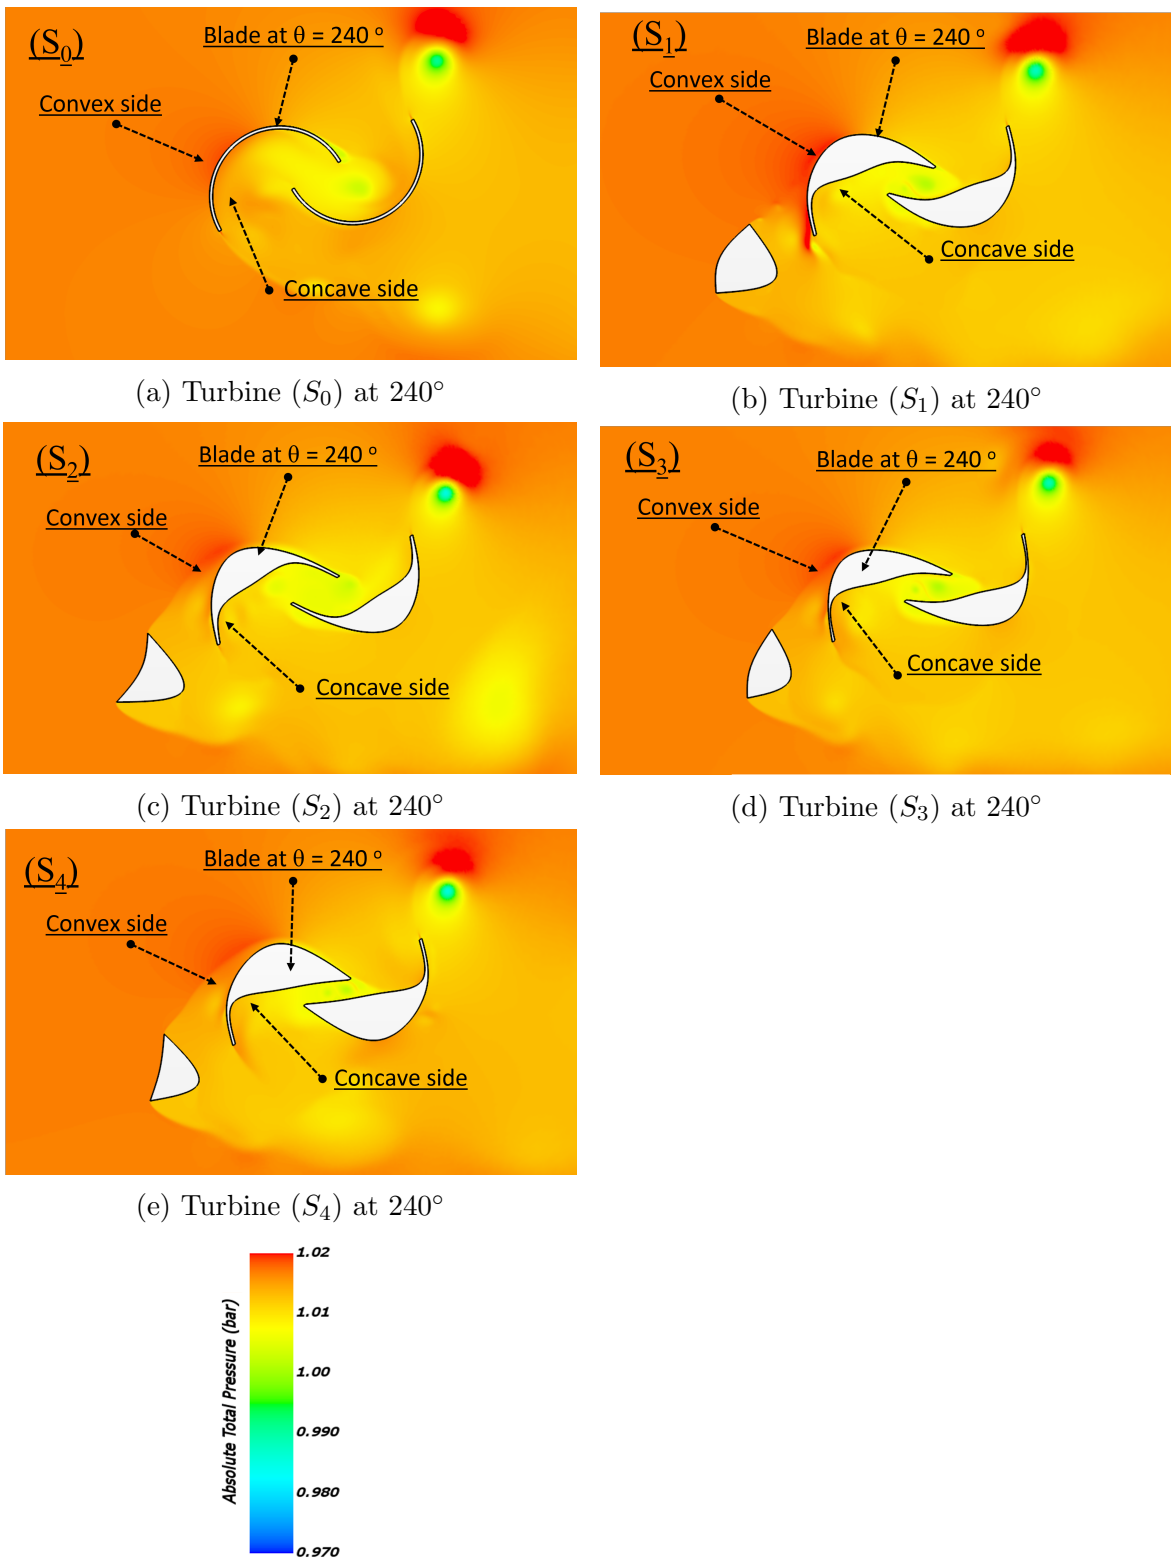 (S0)
Blade at θ = 240 °
Convex side
Concave side
(a) Turbine (S0) at 240°
(S1)
Blade at θ = 240 °
Convex side
Concave side
(b) Turbine (S1) at 240°
(S2)
Blade at θ = 240 °
Convex side
Concave side
(c) Turbine (S2) at 240°
(S3)
Blade at θ = 240 °
Convex side
Concave side
(d) Turbine (S3) at 240°
(S4)
Blade at θ = 240 °
Convex side
Concave side
(e) Turbine (S4) at 240°
Absolute Total Pressure (bar)
1.02
1.01
1.00
0.990
0.980
0.970